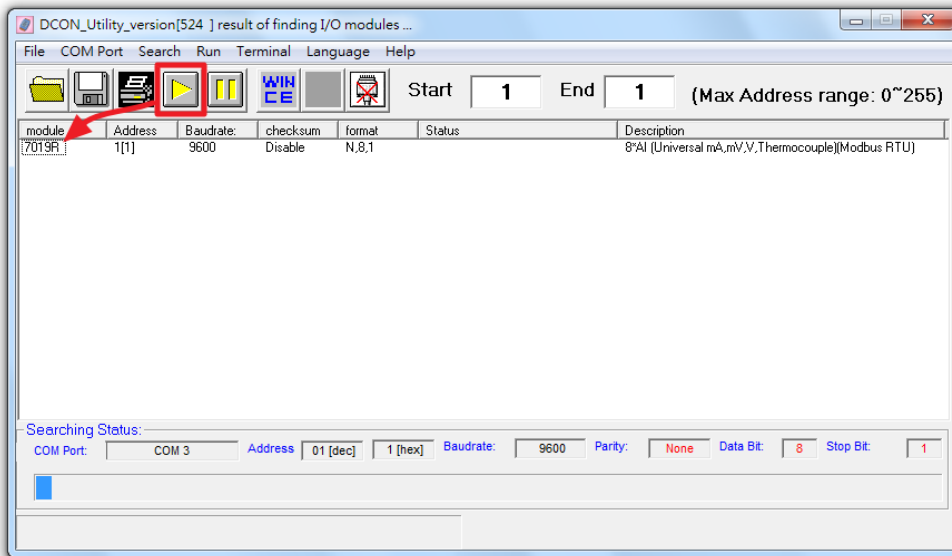 DCON_Utility_version[524 ] result of finding I/O modules ...
File COM Port Search Run Terminal Language Help
WIN CE Start 1 End 1 (Max Address range: 0~255)
module Address Baudrate: checksum format Status Description
7019R 1[1] 9600 Disable N,8,1 8*AI (Universal mA,mV,V,Thermocouple)(Modbus RTU)
Searching Status:
COM Port: COM 3 Address 01 [dec] 1 [hex] Baudrate: 9600 Parity: None Data Bit: 8 Stop Bit: 1